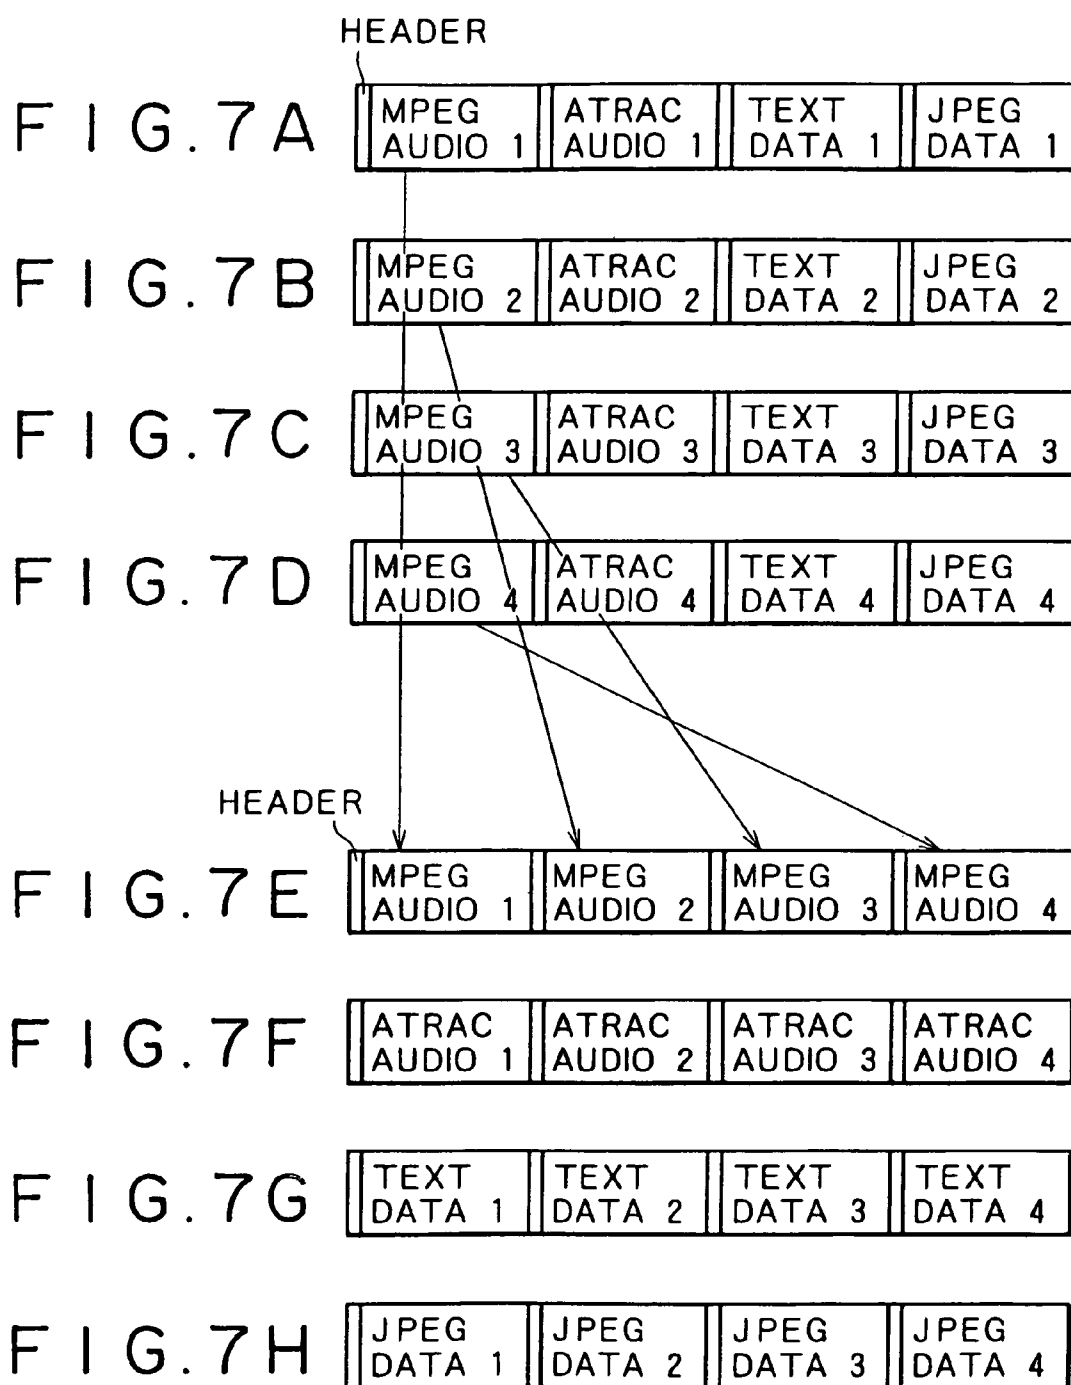 HEADER
FIG.7A
MPEG ATRAC TEXT JPEG
AUDIO 1 AUDIO 1 DATA 1 DATA 1
FIG.7B
MPEG ATRAC TEXT JPEG
AUDIO 2 AUDIO 2 DATA 2 DATA 2
FIG.7C
MPEG ATRAC TEXT JPEG
AUDIO 3 AUDIO 3 DATA 3 DATA 3
FIG.7D
MPEG ATRAC TEXT JPEG
AUDIO 4 AUDIO 4 DATA 4 DATA 4
HEADER
FIG.7E
MPEG MPEG MPEG MPEG
AUDIO 1 AUDIO 2 AUDIO 3 AUDIO 4
FIG.7F
ATRAC ATRAC ATRAC ATRAC
AUDIO 1 AUDIO 2 AUDIO 3 AUDIO 4
FIG.7G
TEXT TEXT TEXT TEXT
DATA 1 DATA 2 DATA 3 DATA 4
FIG.7H
JPEG JPEG JPEG JPEG
DATA 1 DATA 2 DATA 3 DATA 4